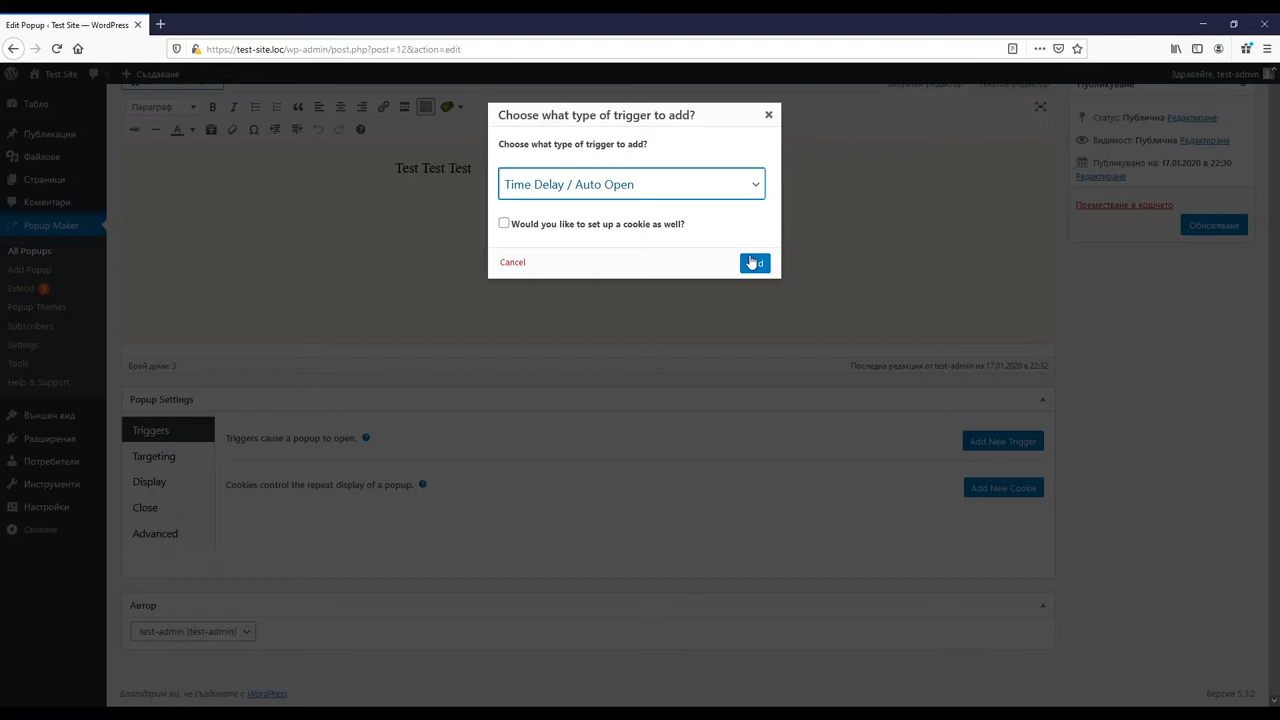 Edit Popup ‹ Test Site — WordPress
https://test-site.loc/wp-admin/post.php?post=12&action=edit
Test Site
Създаване
Здравейте, test-admin
Табло
Публикации
Файлове
Страници
Коментари
Popup Maker
All Popups
Add Popup
Extend
Popup Themes
Subscribers
Settings
Tools
Help & Support
Външен вид
Разширения
Потребители
Инструменти
Настройки
Свиване
Параграф
Test Test Test
Брой думи: 3
Последна редакция от test-admin на 17.01.2020 в 22:32
Choose what type of trigger to add?
Choose what type of trigger to add?
Time Delay / Auto Open
Would you like to set up a cookie as well?
Cancel
Публикуване
Статус: Публична Редактиране
Видимост: Публична Редактиране
Публикувано на: 17.01.2020 в 22:30
Редактиране
Преместване в кошчето
Обновяване
Popup Settings
Triggers
Targeting
Display
Close
Advanced
Triggers cause a popup to open.
Add New Trigger
Cookies control the repeat display of a popup.
Add New Cookie
Автор
test-admin (test-admin)
Благодарим ви, че създавате с WordPress.
Версия 5.3.2